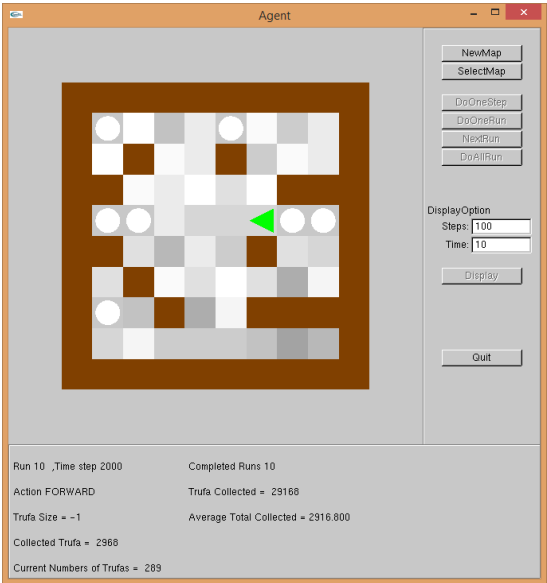 Agent
NewMap
SelectMap
DoOneStep
DoOneRun
NextRun
DoAllRun
DisplayOption
Steps: 100
Time: 10
Display
Quit
Run 10 ,Time step 2000 Completed Runs 10
Action FORWARD Trufa Collected = 29168
Trufa Size = -1 Average Total Collected = 2916.800
Collected Trufa = 2968
Current Numbers of Trufas = 289